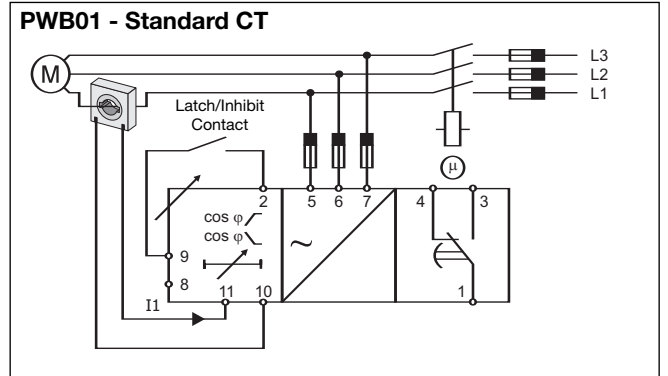 PWB01 - Standard CT
L3
M
L2
L1
Latch/Inhibit
Contact
µ
2
5
6
7
4
3
cos φ
cos φ
~
9
8
11
10
1
I1